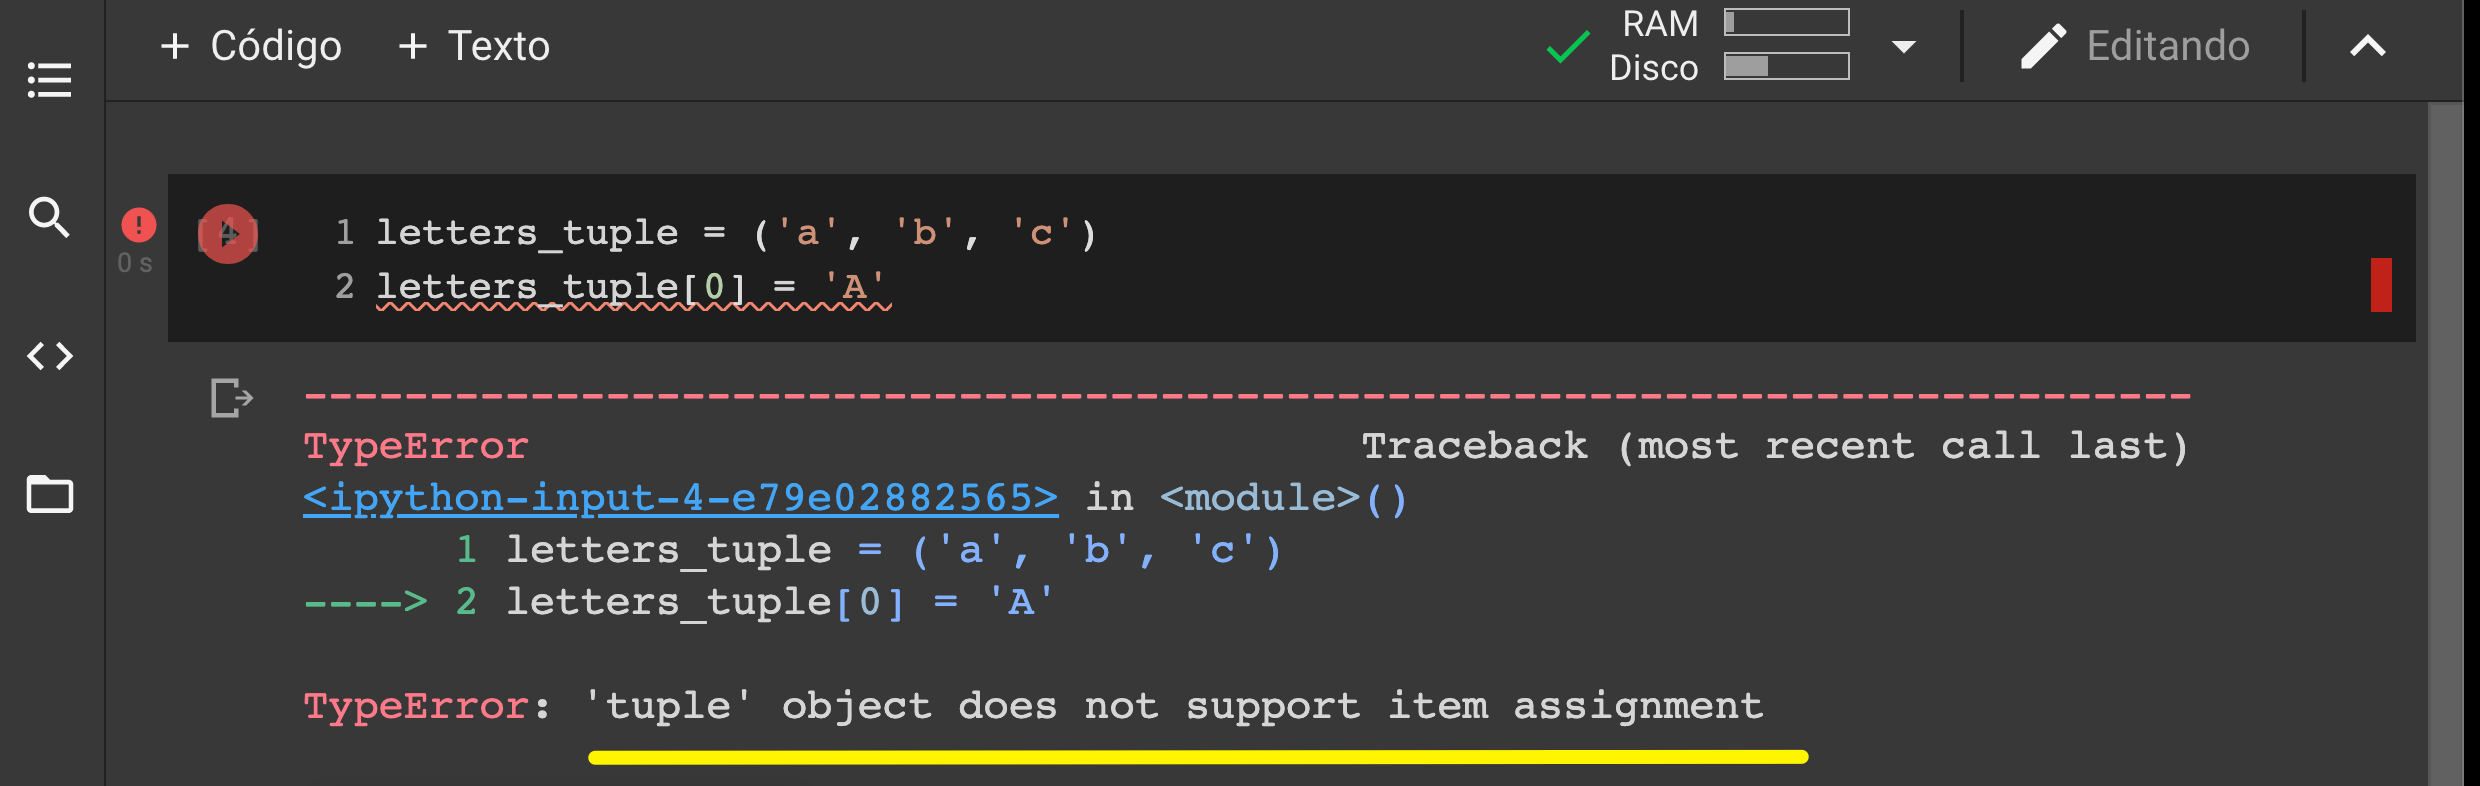 + Código + Texto
RAM
Disco
Editando
[4]
0 s
1 letters_tuple = ('a', 'b', 'c')
2 letters_tuple[0] = 'A'
---------------------------------------------------------------------------
TypeError Traceback (most recent call last)
<ipython-input-4-e79e02882565> in <module>()
1 letters_tuple = ('a', 'b', 'c')
----> 2 letters_tuple[0] = 'A'
TypeError: 'tuple' object does not support item assignment